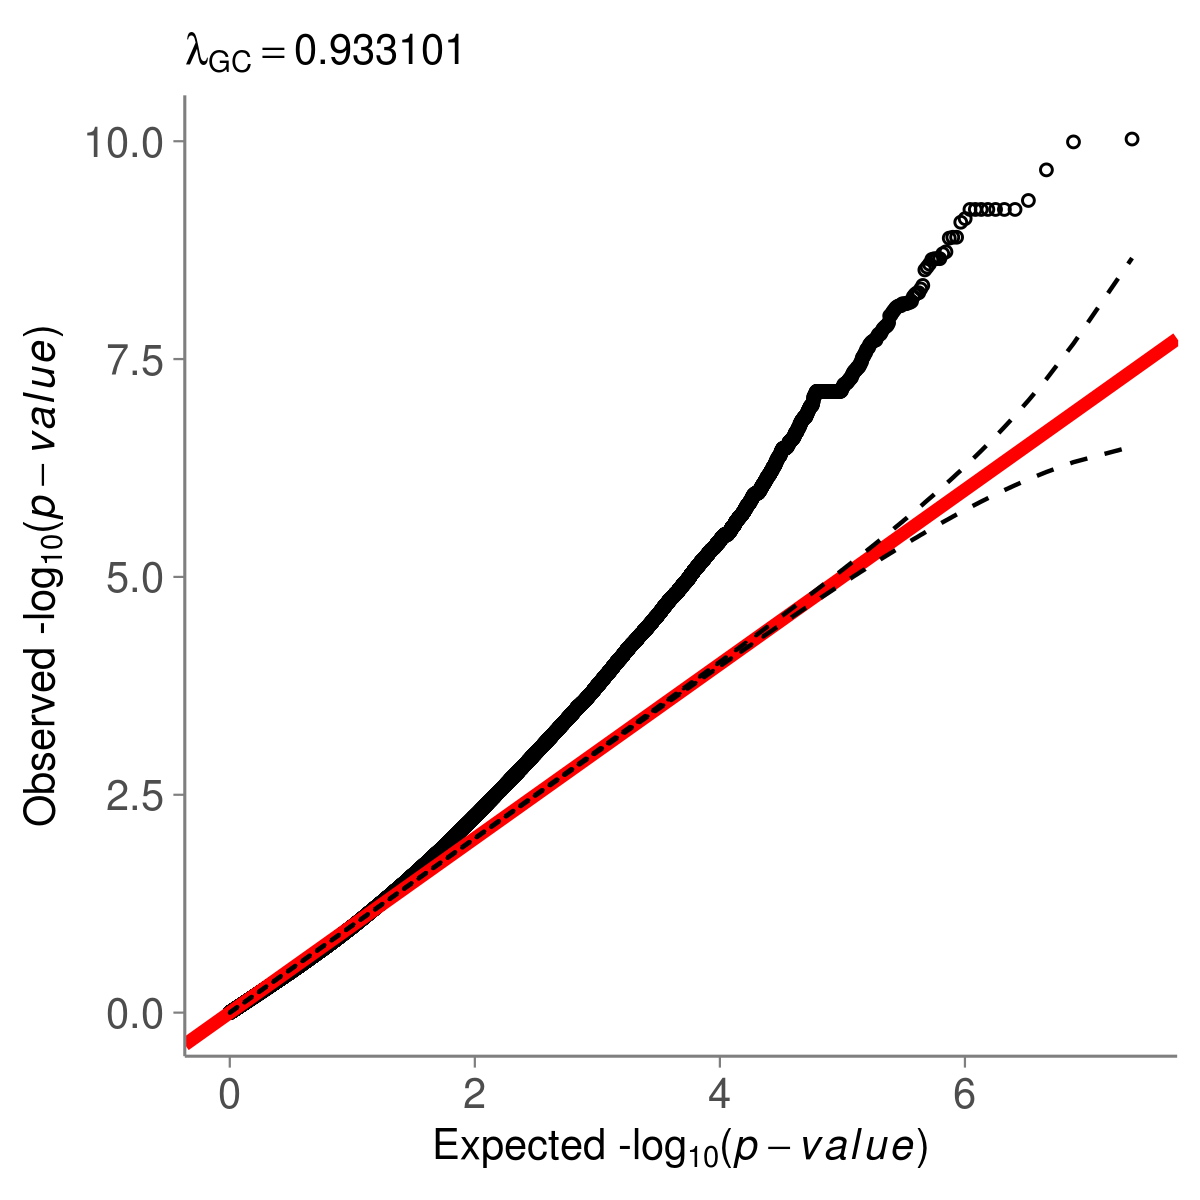 λGC = 0.933101
10.0
7.5
5.0
2.5
0.0
Observed -log10(p − value)
0 2 4 6
Expected -log10(p − value)